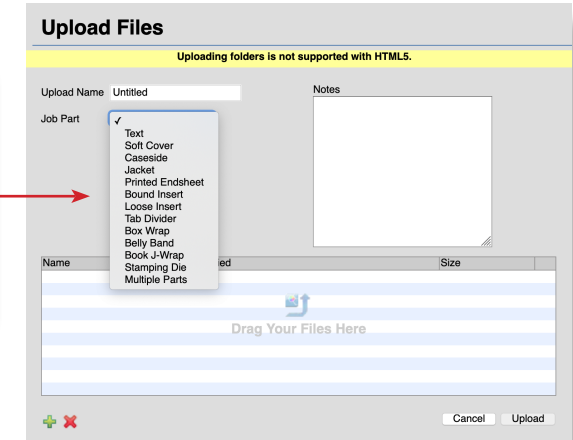 Upload Files
Uploading folders is not supported with HTML5.
Upload Name Untitled
Notes
Job Part
✓
Text
Soft Cover
Caseside
Jacket
Printed Endsheet
Bound Insert
Loose Insert
Tab Divider
Box Wrap
Belly Band
Book J-Wrap
Stamping Die
Multiple Parts
Name Size
Drag Your Files Here
Cancel Upload